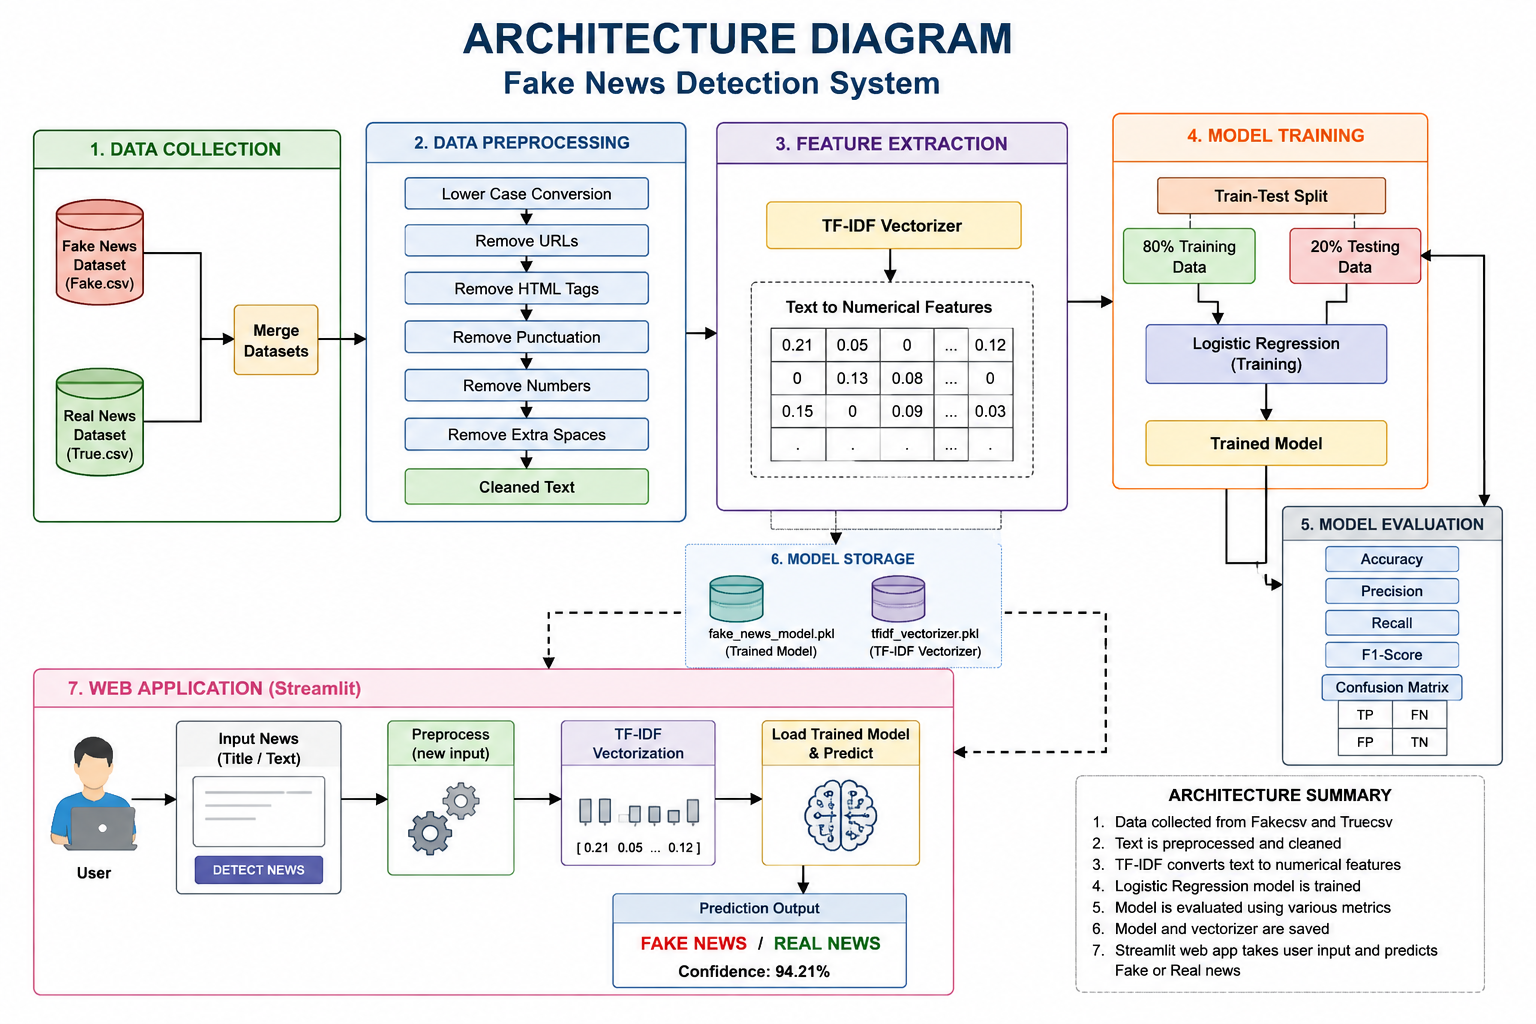 ARCHITECTURE DIAGRAM
Fake News Detection System
1. DATA COLLECTION
Fake News
Dataset
(Fake.csv)
Real News
Dataset
(True.csv)
Merge
Datasets
2. DATA PREPROCESSING
Lower Case Conversion
Remove URLs
Remove HTML Tags
Remove Punctuation
Remove Numbers
Remove Extra Spaces
Cleaned Text
3. FEATURE EXTRACTION
TF-IDF Vectorizer
Text to Numerical Features
0.21 0.05 0 ... 0.12
0 0.13 0.08 ... 0
0.15 0 0.09 ... 0.03
. . . ... .
4. MODEL TRAINING
Train-Test Split
80% Training
Data
20% Testing
Data
Logistic Regression
(Training)
Trained Model
5. MODEL EVALUATION
Accuracy
Precision
Recall
F1-Score
Confusion Matrix
TP FN
FP TN
6. MODEL STORAGE
fake_news_model.pkl
(Trained Model)
tfidf_vectorizer.pkl
(TF-IDF Vectorizer)
7. WEB APPLICATION (Streamlit)
User
Input News
(Title / Text)
DETECT NEWS
Preprocess
(new input)
TF-IDF
Vectorization
[ 0.21 0.05 ... 0.12 ]
Load Trained Model
& Predict
Prediction Output
FAKE NEWS / REAL NEWS
Confidence: 94.21%
ARCHITECTURE SUMMARY
1. Data collected from Fakecsv and Truecsv
2. Text is preprocessed and cleaned
3. TF-IDF converts text to numerical features
4. Logistic Regression model is trained
5. Model is evaluated using various metrics
6. Model and vectorizer are saved
7. Streamlit web app takes user input and predicts
Fake or Real news